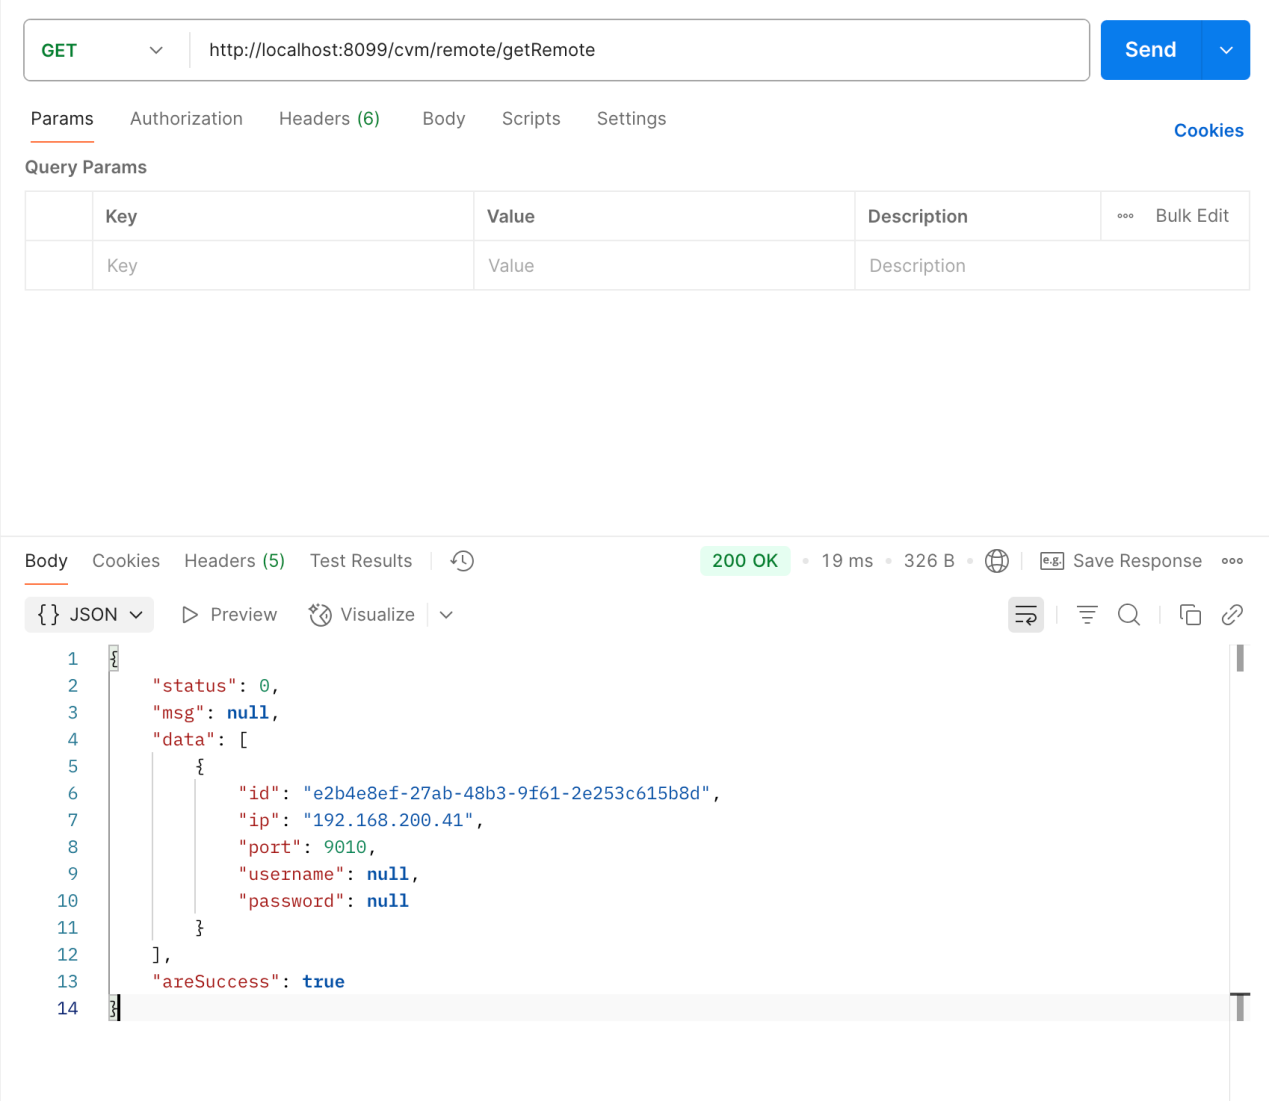 GET http://localhost:8099/cvm/remote/getRemote Send
Params Authorization Headers (6) Body Scripts Settings Cookies
Query Params
Key Value Description Bulk Edit
Key Value Description
Body Cookies Headers (5) Test Results 200 OK 19 ms 326 B e.g. Save Response
{} JSON Preview Visualize
1 {
2 "status": 0,
3 "msg": null,
4 "data": [
5 {
6 "id": "e2b4e8ef-27ab-48b3-9f61-2e253c615b8d",
7 "ip": "192.168.200.41",
8 "port": 9010,
9 "username": null,
10 "password": null
11 }
12 ],
13 "areSuccess": true
14 }